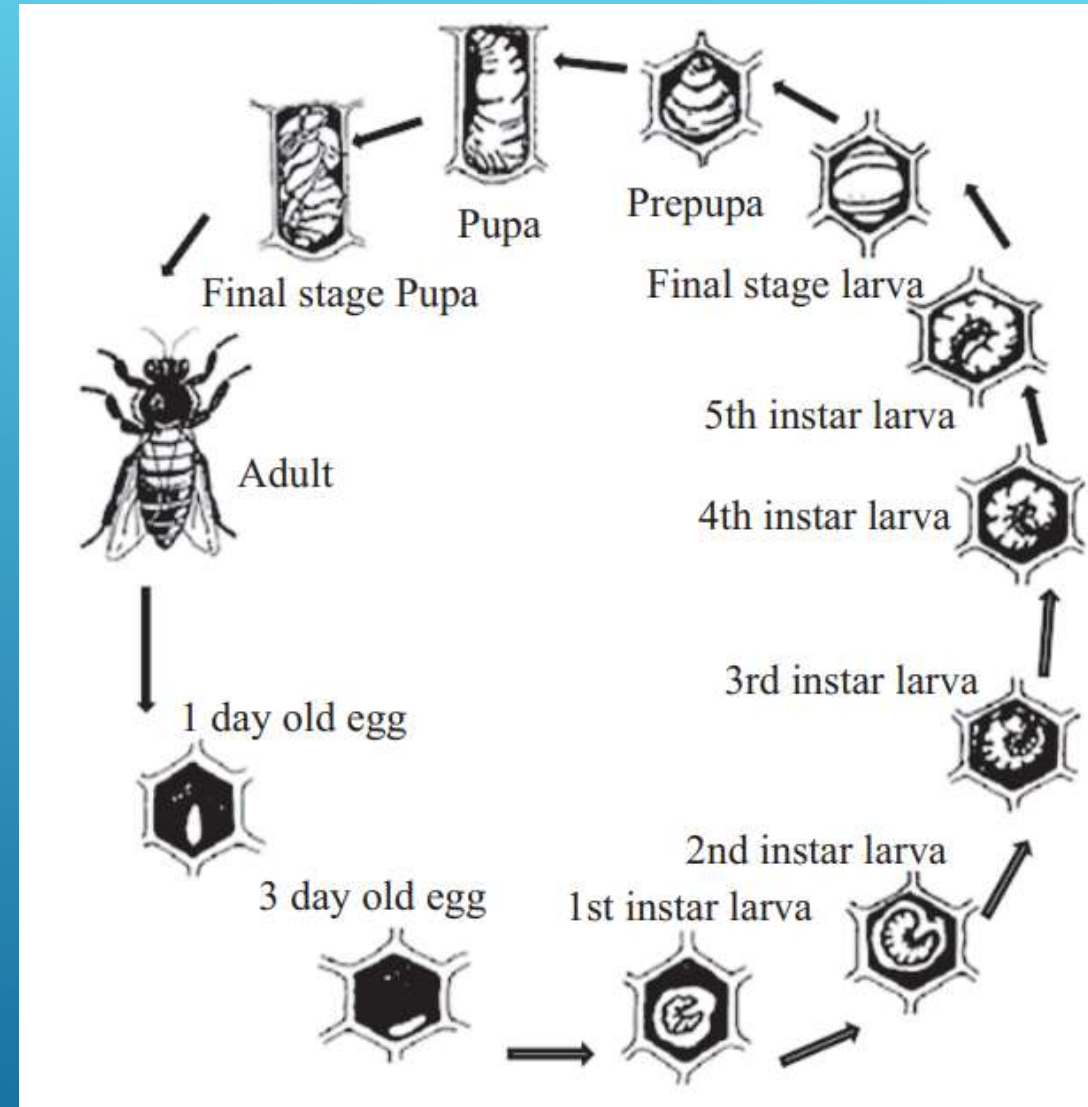 Prepupa
Pupa
Final stage larva
Final stage Pupa
5th instar larva
Adult
4th instar larva
3rd instar larva
1 day old egg
2nd instar larva
3 day old egg
1st instar larva